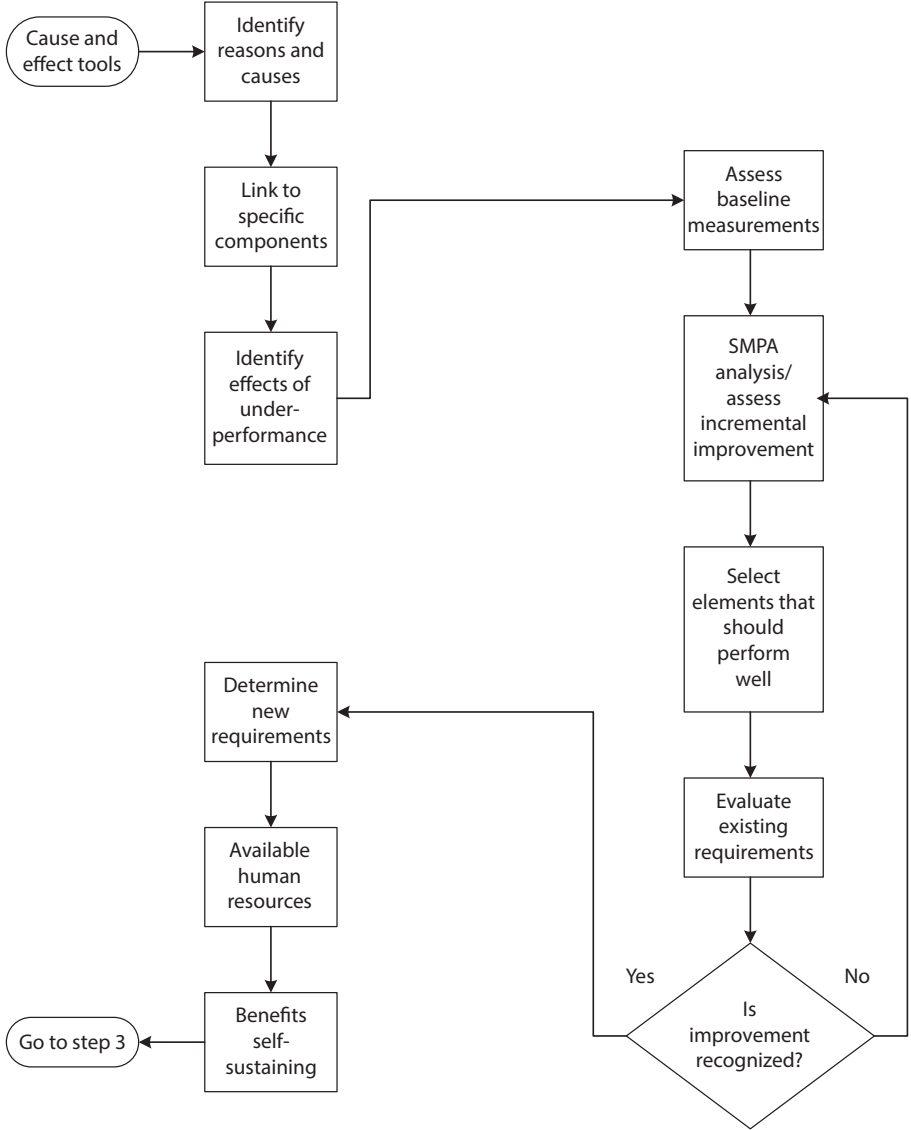 Cause and
effect tools
Identify
reasons and
causes
Link to
specific
components
Identify
effects of
under-
performance
Assess
baseline
measurements
SMPA
analysis/
assess
incremental
improvement
Select
elements that
should
perform
well
Evaluate
existing
requirements
Is
improvement
recognized?
Yes
No
Determine
new
requirements
Available
human
resources
Benefits
self-
sustaining
Go to step 3